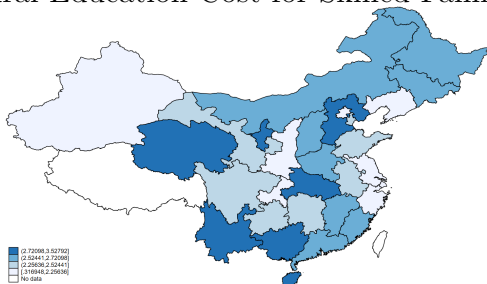 Education Cost for Skilled
(2.72098,3.52792]
(2.52441,2.72098]
(2.25636,2.52441]
[.316948,2.25636]
No data